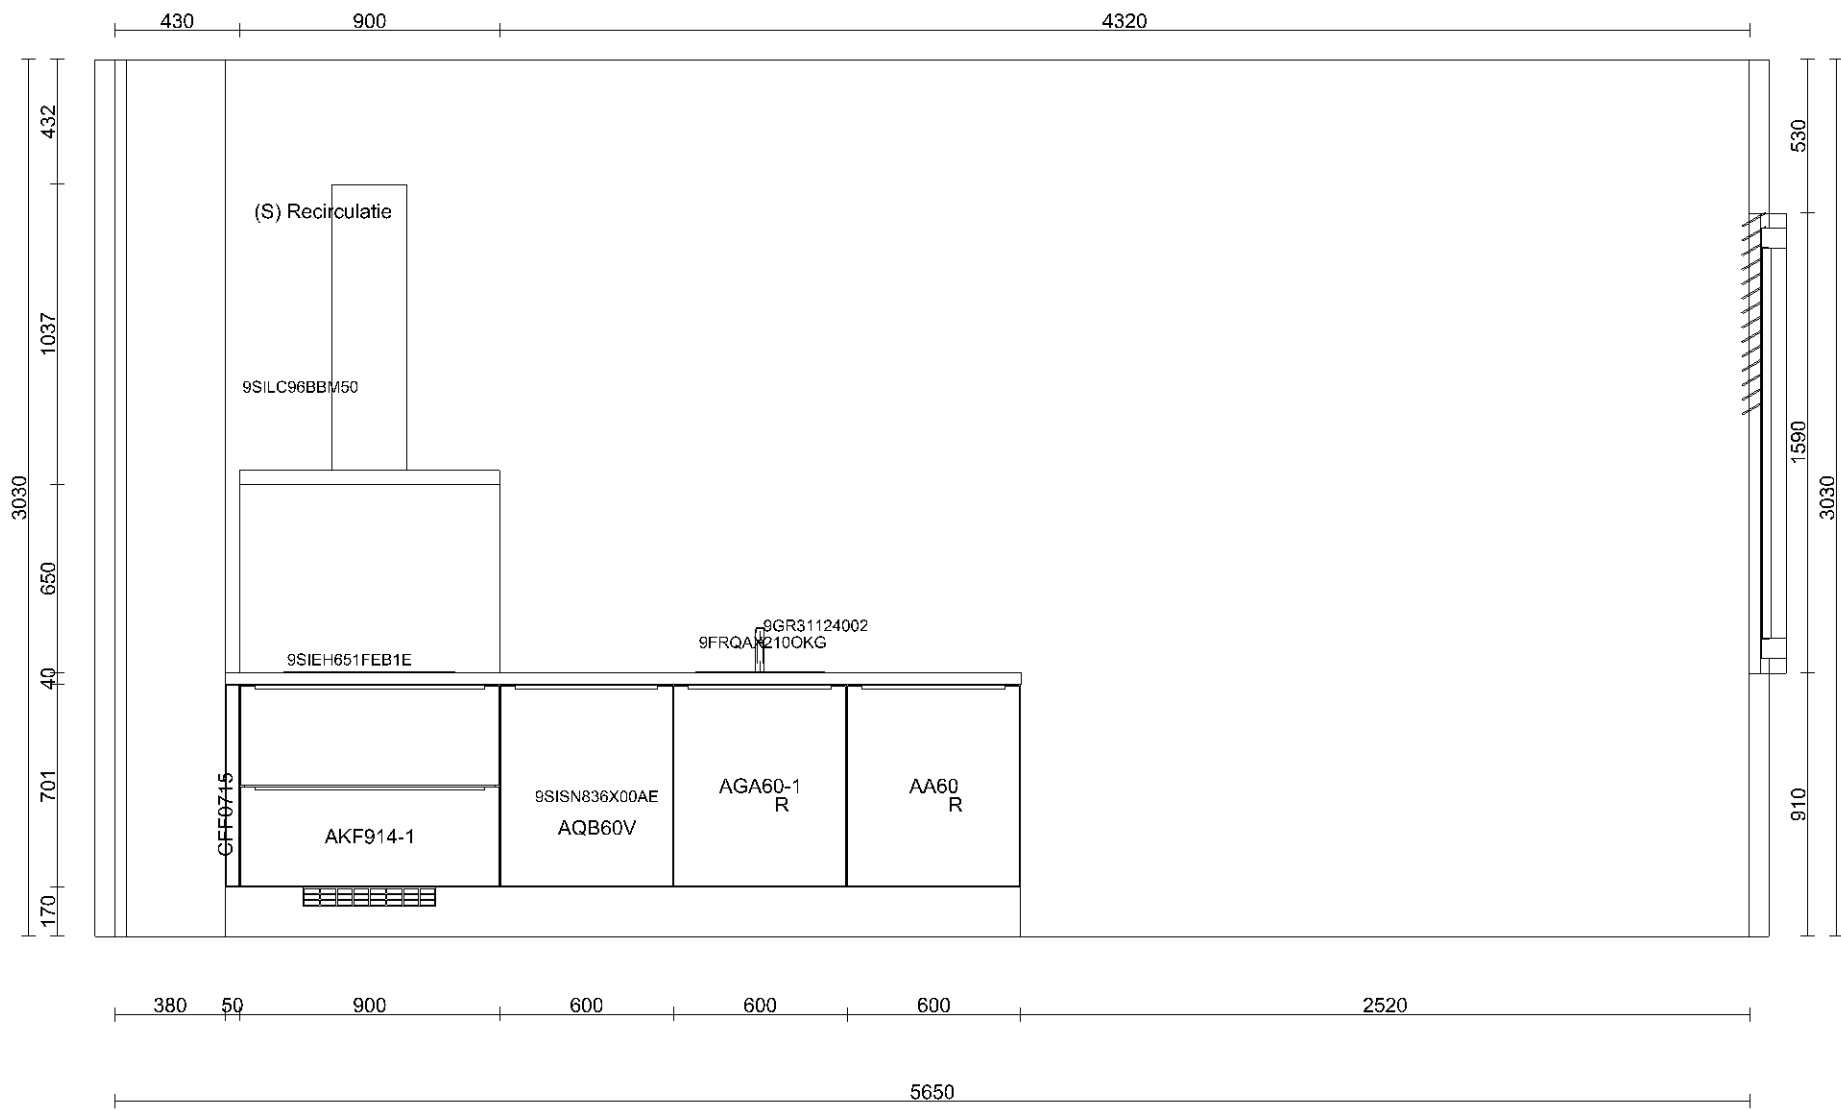 430
900
4320
432
530
(S) Recirculatie
1037
9SILC96BBM50
1590
3030
3030
650
9GR31124002
9FRQAX210OKG
9SIEH651FEB1E
40
701
GFF0715
AKF914-1
9SISN836X00AE
AQB60V
AGA60-1
R
AA60
R
910
170
380
50
900
600
600
600
2520
5650